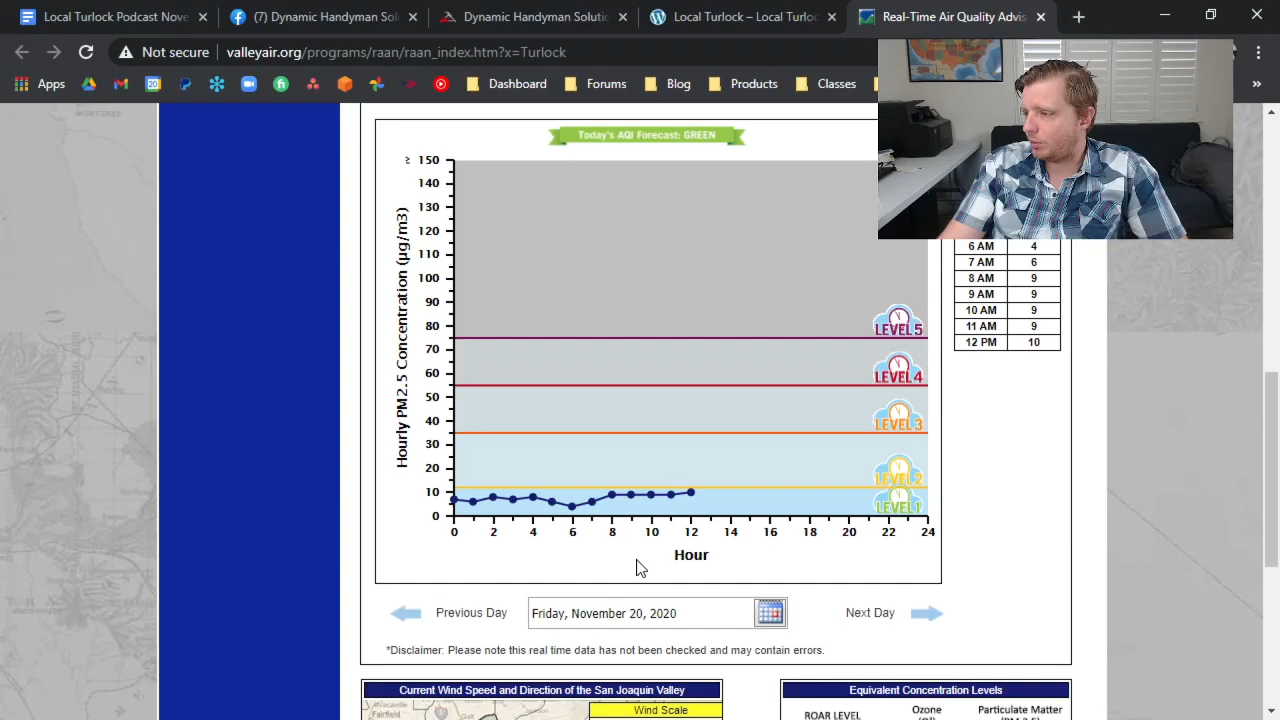 Local Turlock Podcast Nove
(7) Dynamic Handyman Solu
Dynamic Handyman Solutio
Local Turlock – Local Turloc
Real-Time Air Quality Advis
Not secure
valleyair.org/programs/raan/raan_index.htm?x=Turlock
Apps
Dashboard
Forums
Blog
Products
Classes
»
Today's AQI Forecast: GREEN
Hourly PM2.5 Concentration (µg/m3)
150
140
130
120
110
100
90
80
70
60
50
40
30
20
10
0
LEVEL 5
LEVEL 4
LEVEL 3
LEVEL 2
LEVEL 1
0 2 4 6 8 10 12 14 16 18 20 22 24
Hour
6 AM 4
7 AM 6
8 AM 9
9 AM 9
10 AM 9
11 AM 9
12 PM 10
Previous Day
Friday, November 20, 2020
Next Day
*Disclaimer: Please note this real time data has not been checked and may contain errors.
Current Wind Speed and Direction of the San Joaquin Valley
Vacaville
Fairfield
Galt
Wind Scale
Equivalent Concentration Levels
ROAR LEVEL
Ozone
Particulate Matter